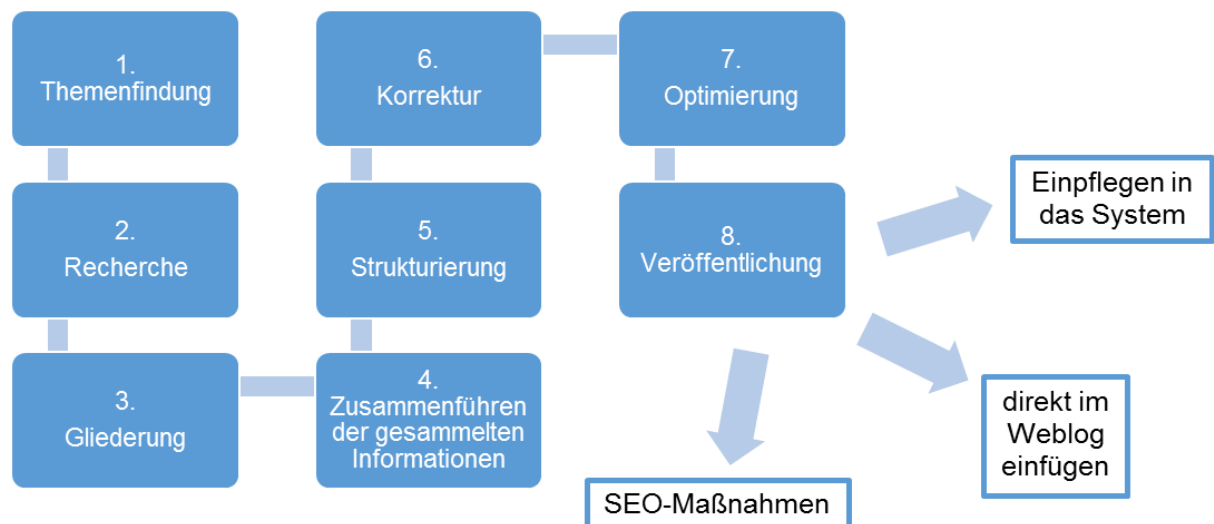 1.
Themenfindung
2.
Recherche
3.
Gliederung
4.
Zusammenführen
der gesammelten
Informationen
5.
Strukturierung
6.
Korrektur
7.
Optimierung
8.
Veröffentlichung
Einpflegen in
das System
direkt im
Weblog
einfügen
SEO-Maßnahmen